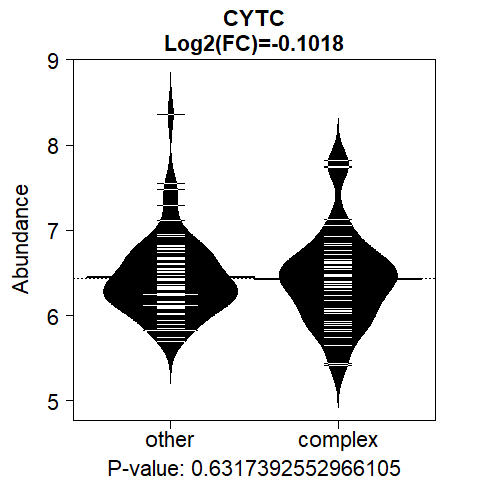 CYTC
Log2(FC)=-0.1018
Abundance
9
8
7
6
5
other complex
P-value: 0.6317392552966105